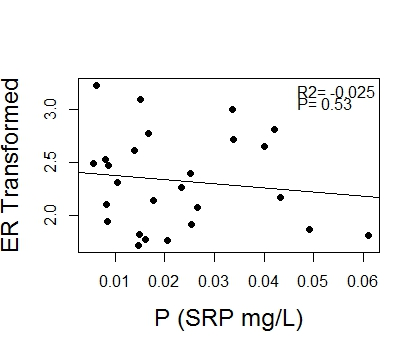 R2= -0.025
P= 0.53
ER Transformed
3.0
2.5
2.0
0.01 0.02 0.03 0.04 0.05 0.06
P (SRP mg/L)